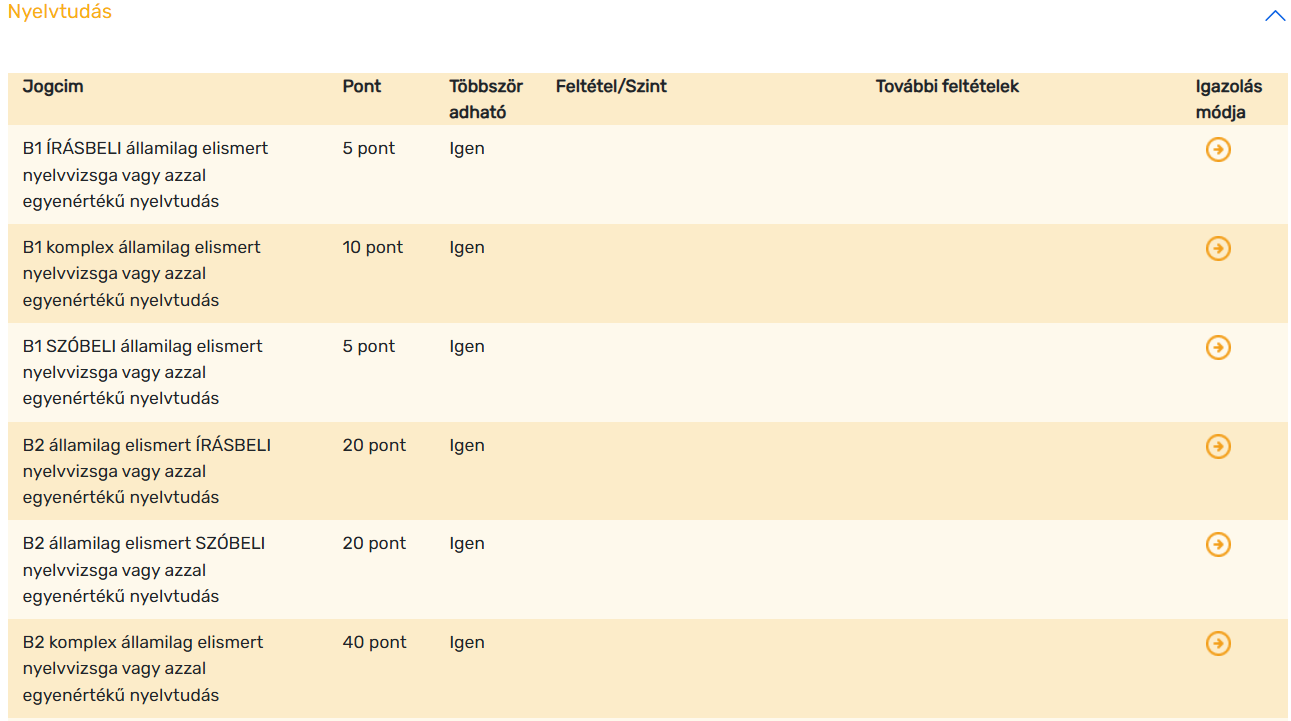 Nyelvtudás
Jogcim Pont Többször Feltétel/Szint További feltételek Igazolás
adható módja
B1 ÍRÁSBELI államilag elismert 5 pont Igen
nyelvvizsga vagy azzal
egyenértékű nyelvtudás
B1 komplex államilag elismert 10 pont Igen
nyelvvizsga vagy azzal
egyenértékű nyelvtudás
B1 SZÓBELI államilag elismert 5 pont Igen
nyelvvizsga vagy azzal
egyenértékű nyelvtudás
B2 államilag elismert ÍRÁSBELI 20 pont Igen
nyelvvizsga vagy azzal
egyenértékű nyelvtudás
B2 államilag elismert SZÓBELI 20 pont Igen
nyelvvizsga vagy azzal
egyenértékű nyelvtudás
B2 komplex államilag elismert 40 pont Igen
nyelvvizsga vagy azzal
egyenértékű nyelvtudás